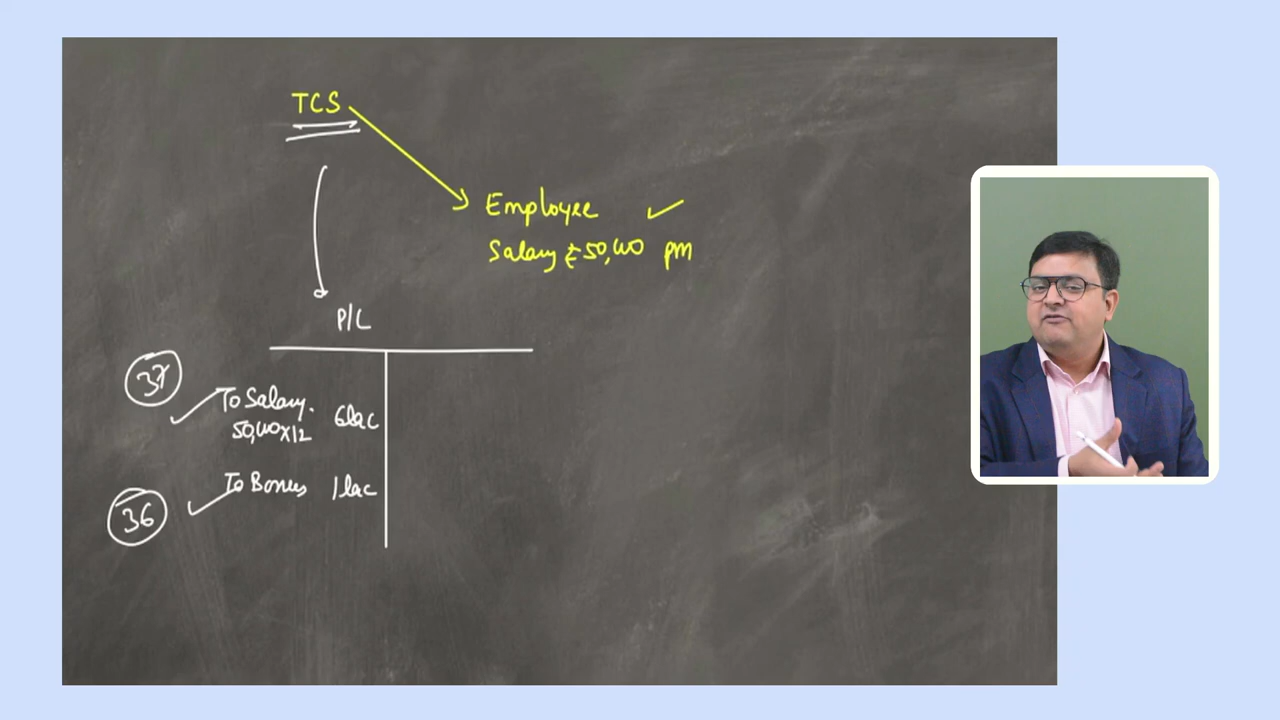 TCS
Employee
Salary ₹50,000 pm
P/L
37
To Salary. 6lac
50,000x12
To Bonus 1lac
36